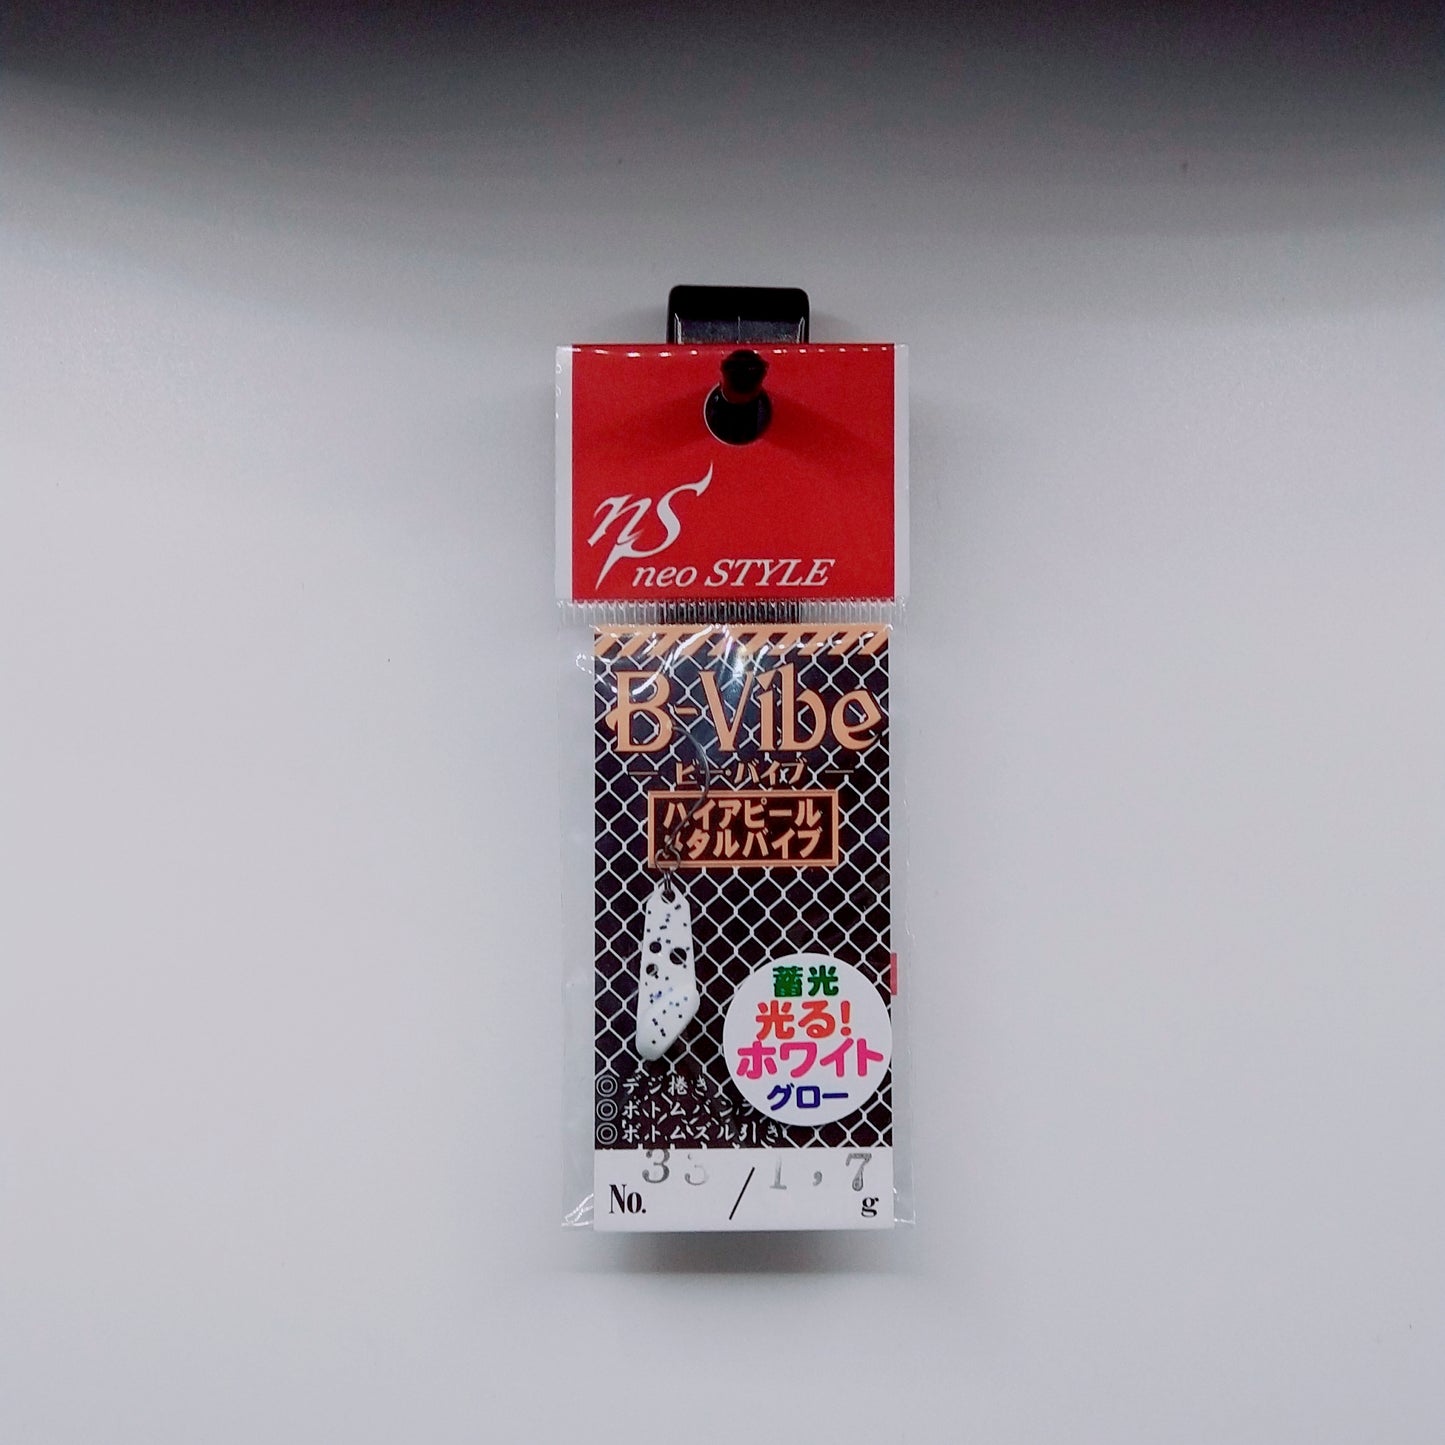 ns
neo STYLE
B-Vibe
ビー・バイブ
ハイアピール
メタルバイブ
蓄光
光る!
ホワイト
グロー
◎デジ巻き
◎ボトムバン
◎ボトムズル引き
No. 33 / 1,7 g